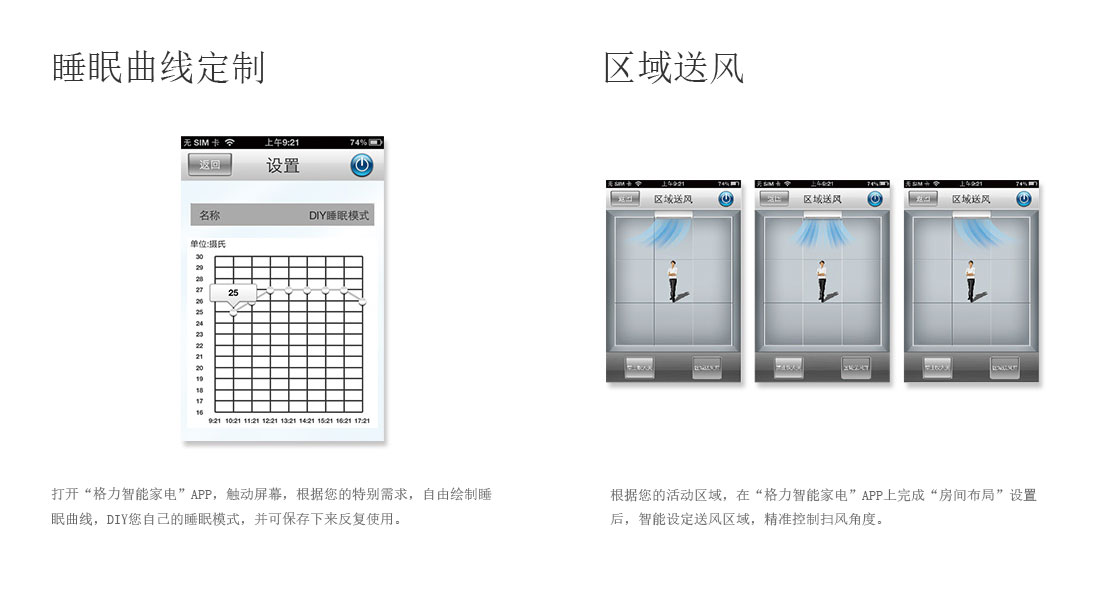 睡眠曲线定制
无 SIM 卡 上午9:21 74%
返回 设置
名称 DIY睡眠模式
单位:摄氏
30
29
28
27
26
25
24
23
22
21
20
19
18
17
16
25
9:21 10:21 11:21 12:21 13:21 14:21 15:21 16:21 17:21
打开“格力智能家电”APP，触动屏幕，根据您的特别需求，自由绘制睡
眠曲线，DIY您自己的睡眠模式，并可保存下来反复使用。
区域送风
无 SIM 卡 上午9:21 74%
返回 区域送风
无 SIM 卡 上午9:21 74%
返回 区域送风
无 SIM 卡 上午9:21 74%
返回 区域送风
根据您的活动区域，在“格力智能家电”APP上完成“房间布局”设置
后，智能设定送风区域，精准控制扫风角度。